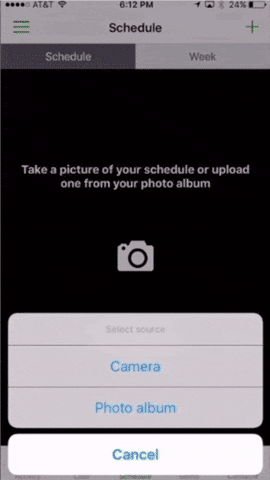 AT&T 6:12 PM 24%
Schedule
Schedule Week
Take a picture of your schedule or upload
one from your photo album
Select source
Camera
Photo album
Cancel
Schedule